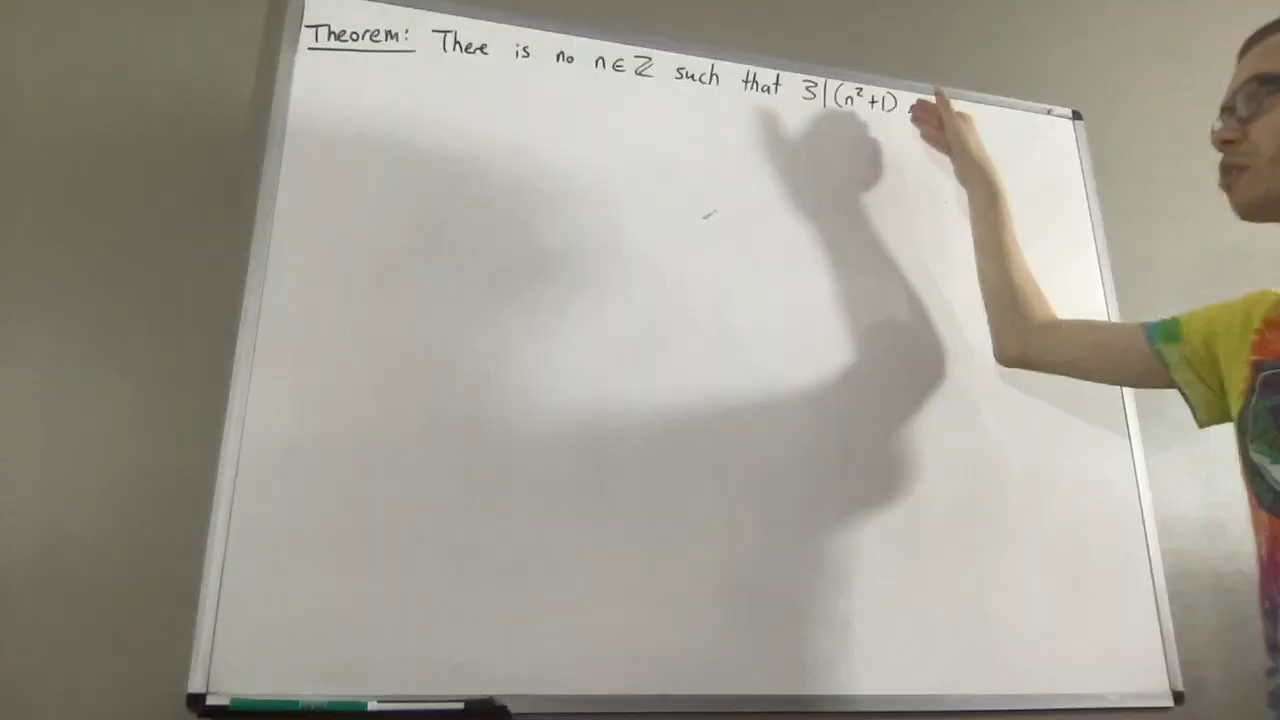 Theorem: There is no n∈ℤ such that 3|(n²+1)